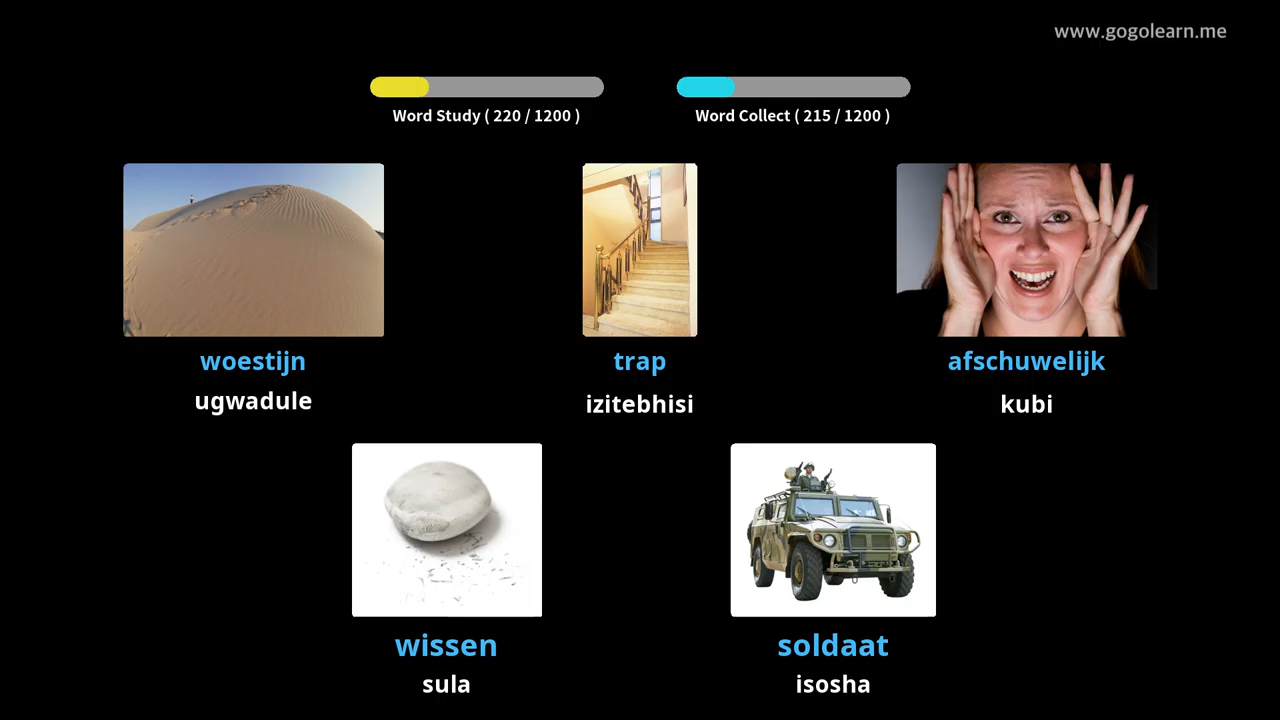 www.gogolearn.me
Word Study ( 220 / 1200 )
Word Collect ( 215 / 1200 )
woestijn
ugwadule
trap
izitebhisi
afschuwelijk
kubi
wissen
sula
soldaat
isosha